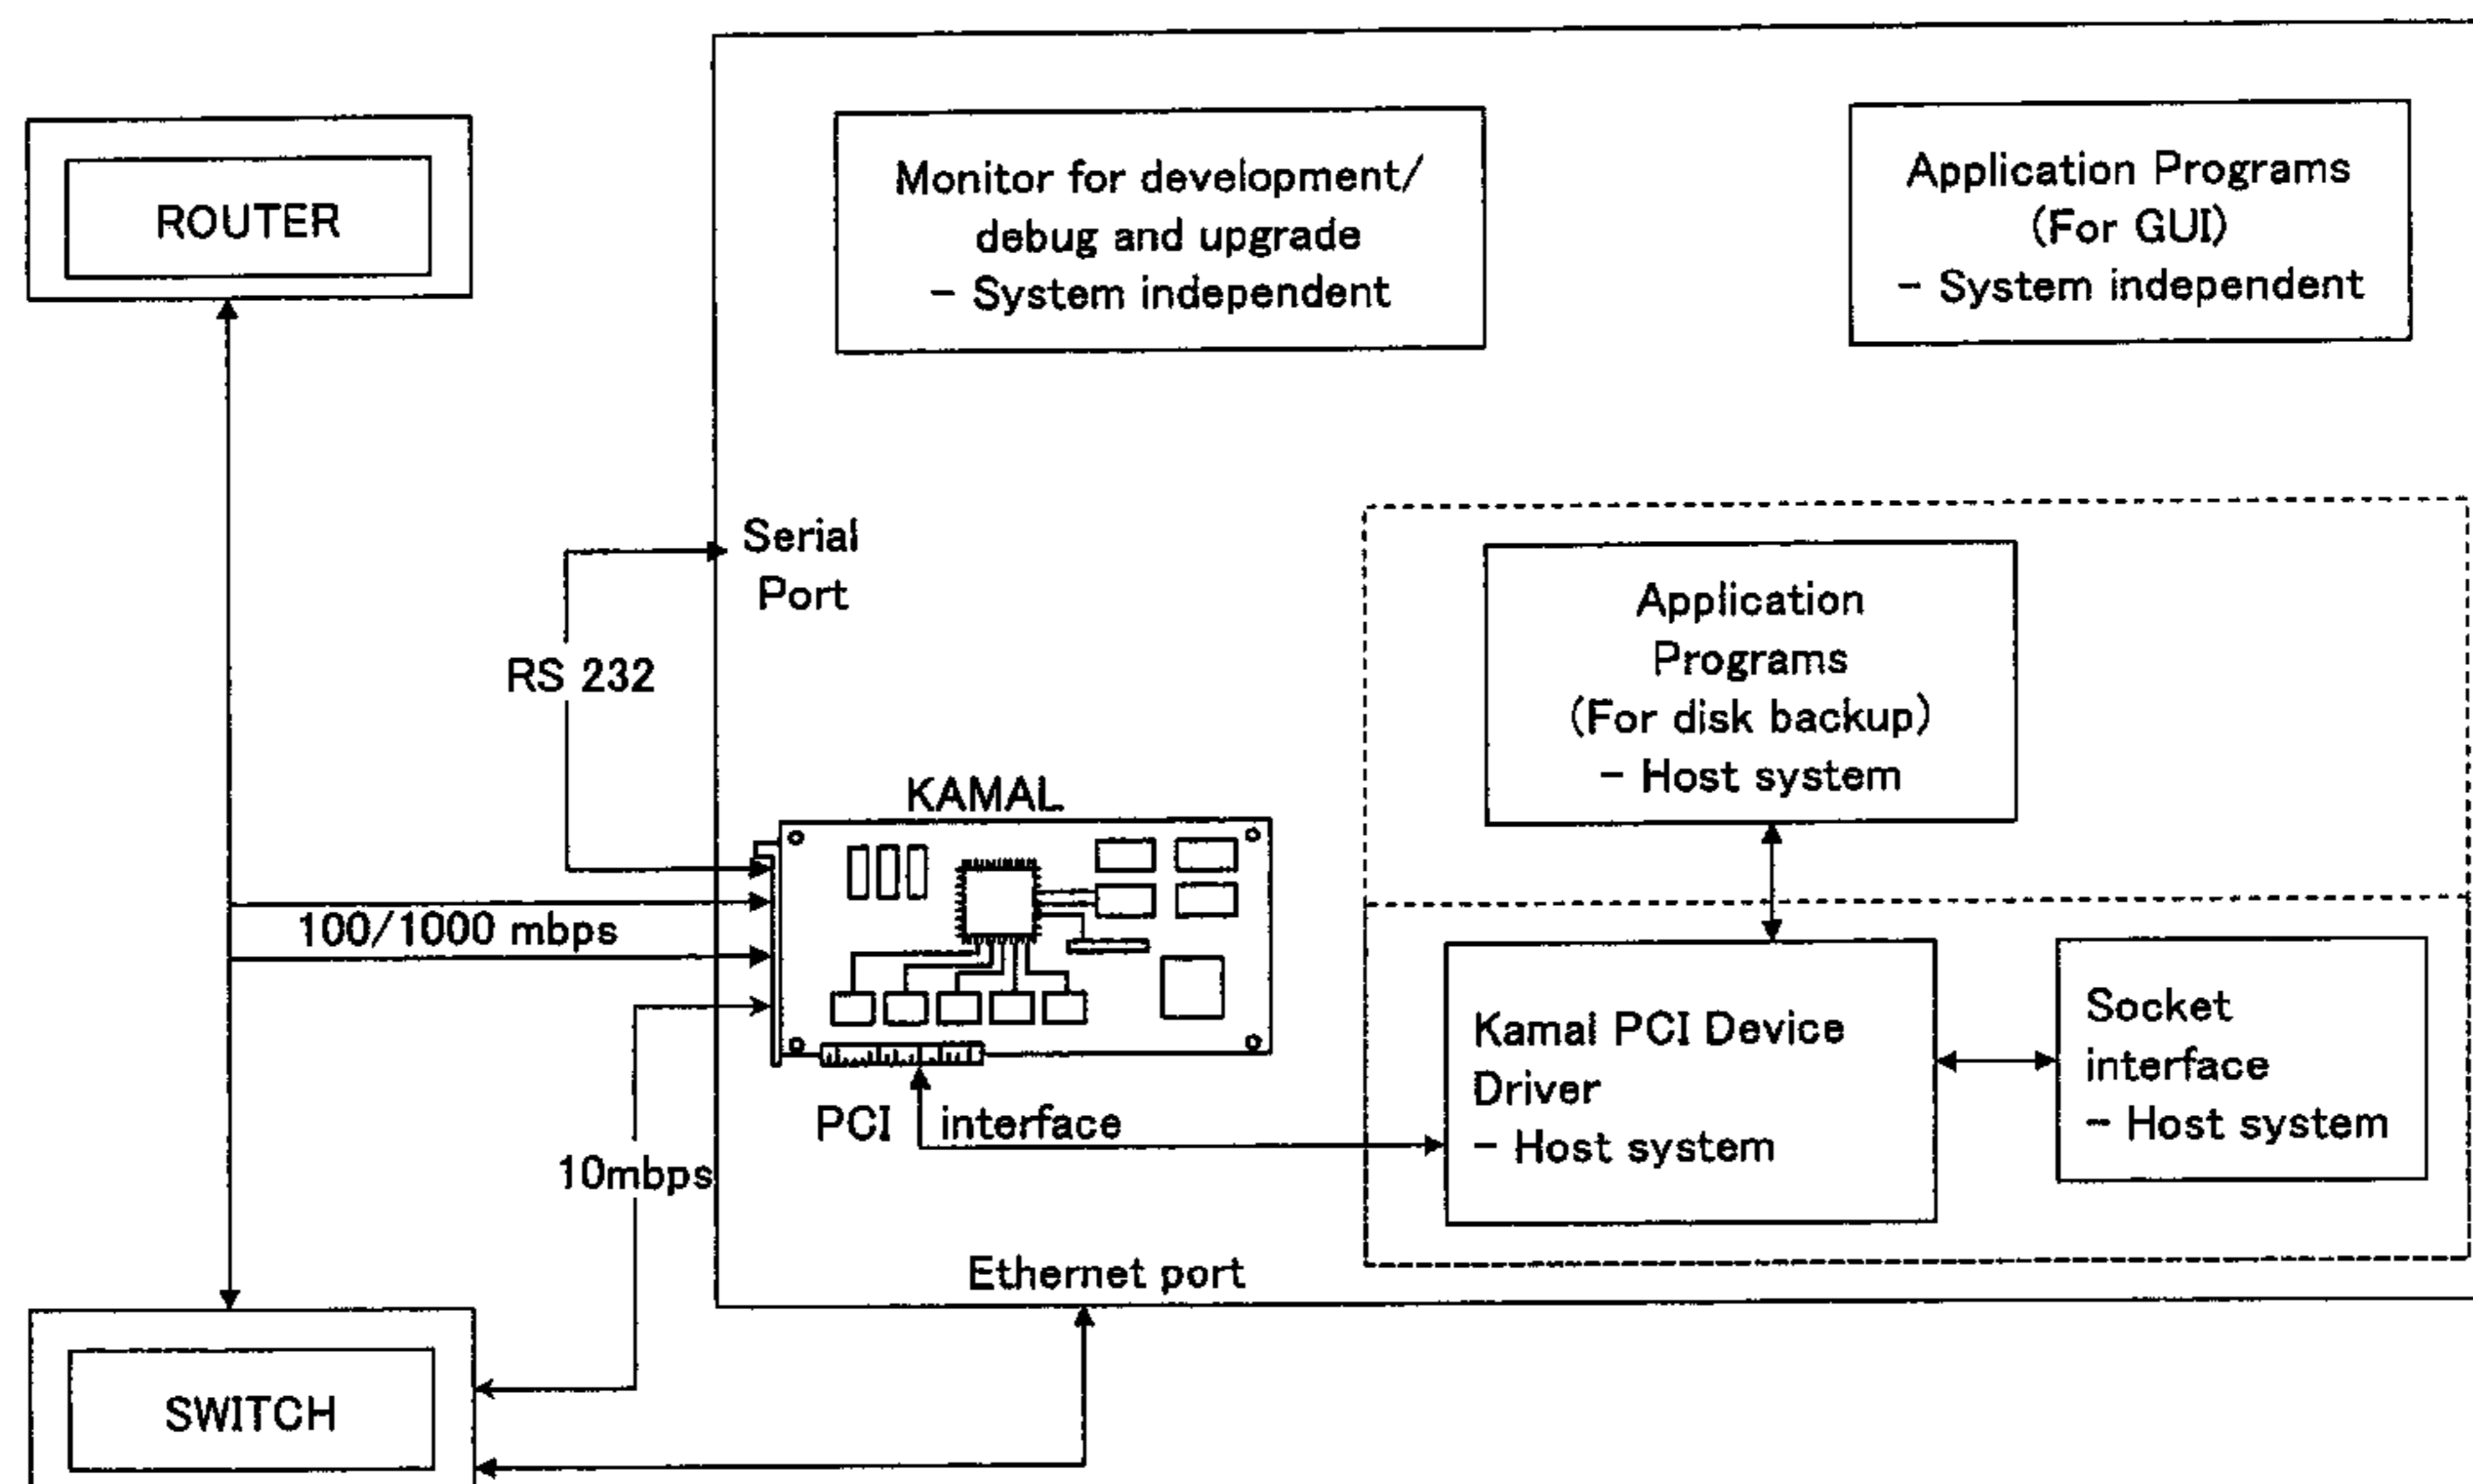 ROUTER
Monitor for development/
debug and upgrade
- System independent
Application Programs
(For GUI)
- System independent
Serial
Port
RS 232
Application
Programs
(For disk backup)
- Host system
KAMAL
100/1000 mbps
Kamal PCI Device
Driver
- Host system
Socket
interface
- Host system
PCI interface
10mbps
Ethernet port
SWITCH